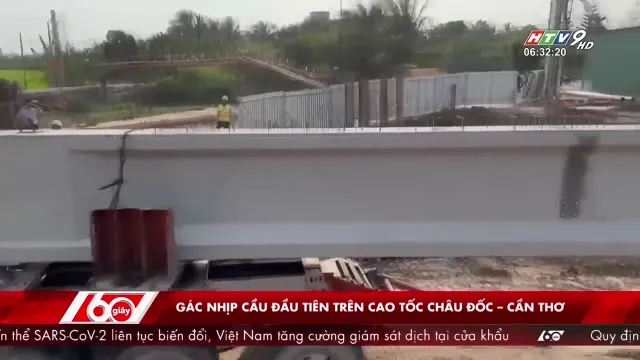 HTV9 HD
06:32:20
60 giây
GÁC NHỊP CẦU ĐẦU TIÊN TRÊN CAO TỐC CHÂU ĐỐC – CẦN THƠ
ến thể SARS-CoV-2 liên tục biến đổi, Việt Nam tăng cường giám sát dịch tại cửa khẩu 60 Quy địn